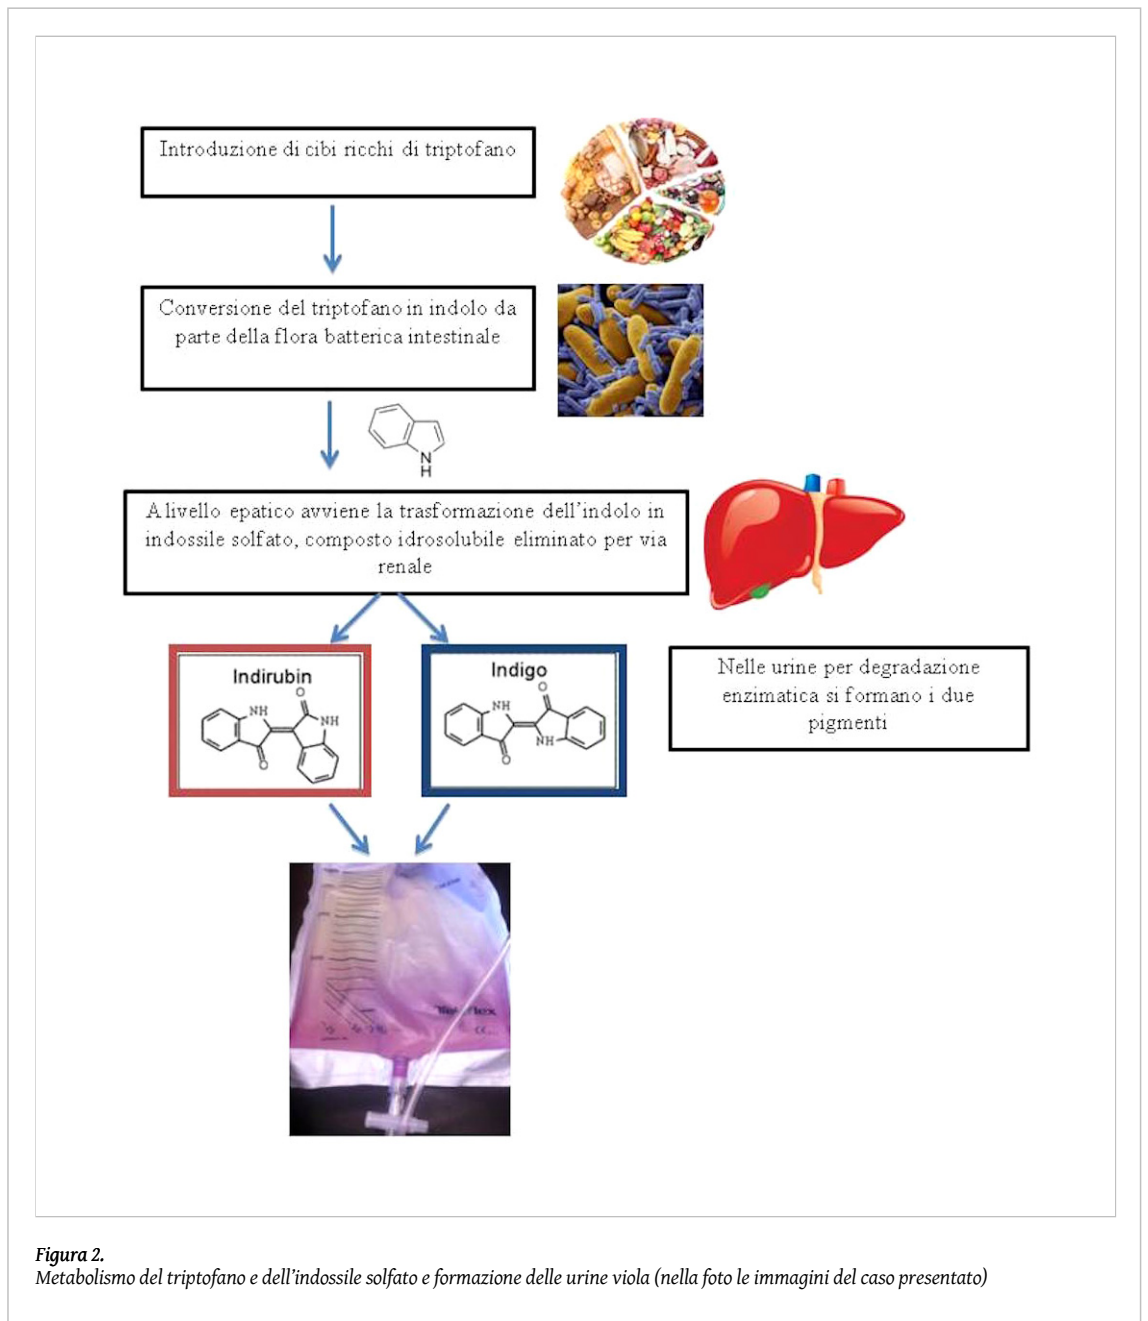 Introduzione di cibi ricchi di triptofano
Conversione del triptofano in indolo da
parte della flora batterica intestinale
N
H
A livello epatico avviene la trasformazione dell'indolo in
indossile solfato, composto idrosolubile eliminato per via
renale
Indirubin
O
NH
NH
O
Indigo
O
NH
NH
O
Nelle urine per degradazione
enzimatica si formano i due
pigmenti
Figura 2.
Metabolismo del triptofano e dell'indossile solfato e formazione delle urine viola (nella foto le immagini del caso presentato)